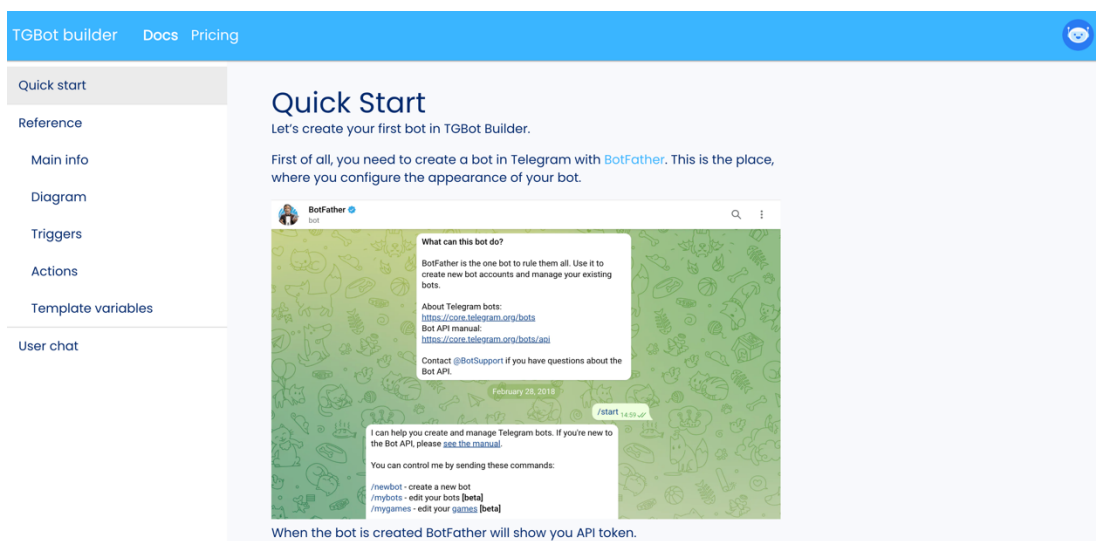 TGBot builder Docs Pricing
Quick start
Reference
Main info
Diagram
Triggers
Actions
Template variables
User chat
Quick Start
Let's create your first bot in TGBot Builder.
First of all, you need to create a bot in Telegram with BotFather. This is the place,
where you configure the appearance of your bot.
BotFather
bot
What can this bot do?
BotFather is the one bot to rule them all. Use it to
create new bot accounts and manage your existing
bots.
About Telegram bots:
https://core.telegram.org/bots
Bot API manual:
https://core.telegram.org/bots/api
Contact @BotSupport if you have questions about the
Bot API.
February 28, 2018
/start 14:59
I can help you create and manage Telegram bots. If you're new to
the Bot API, please see the manual.
You can control me by sending these commands:
/newbot - create a new bot
/mybots - edit your bots [beta]
/mygames - edit your games [beta]
When the bot is created BotFather will show you API token.